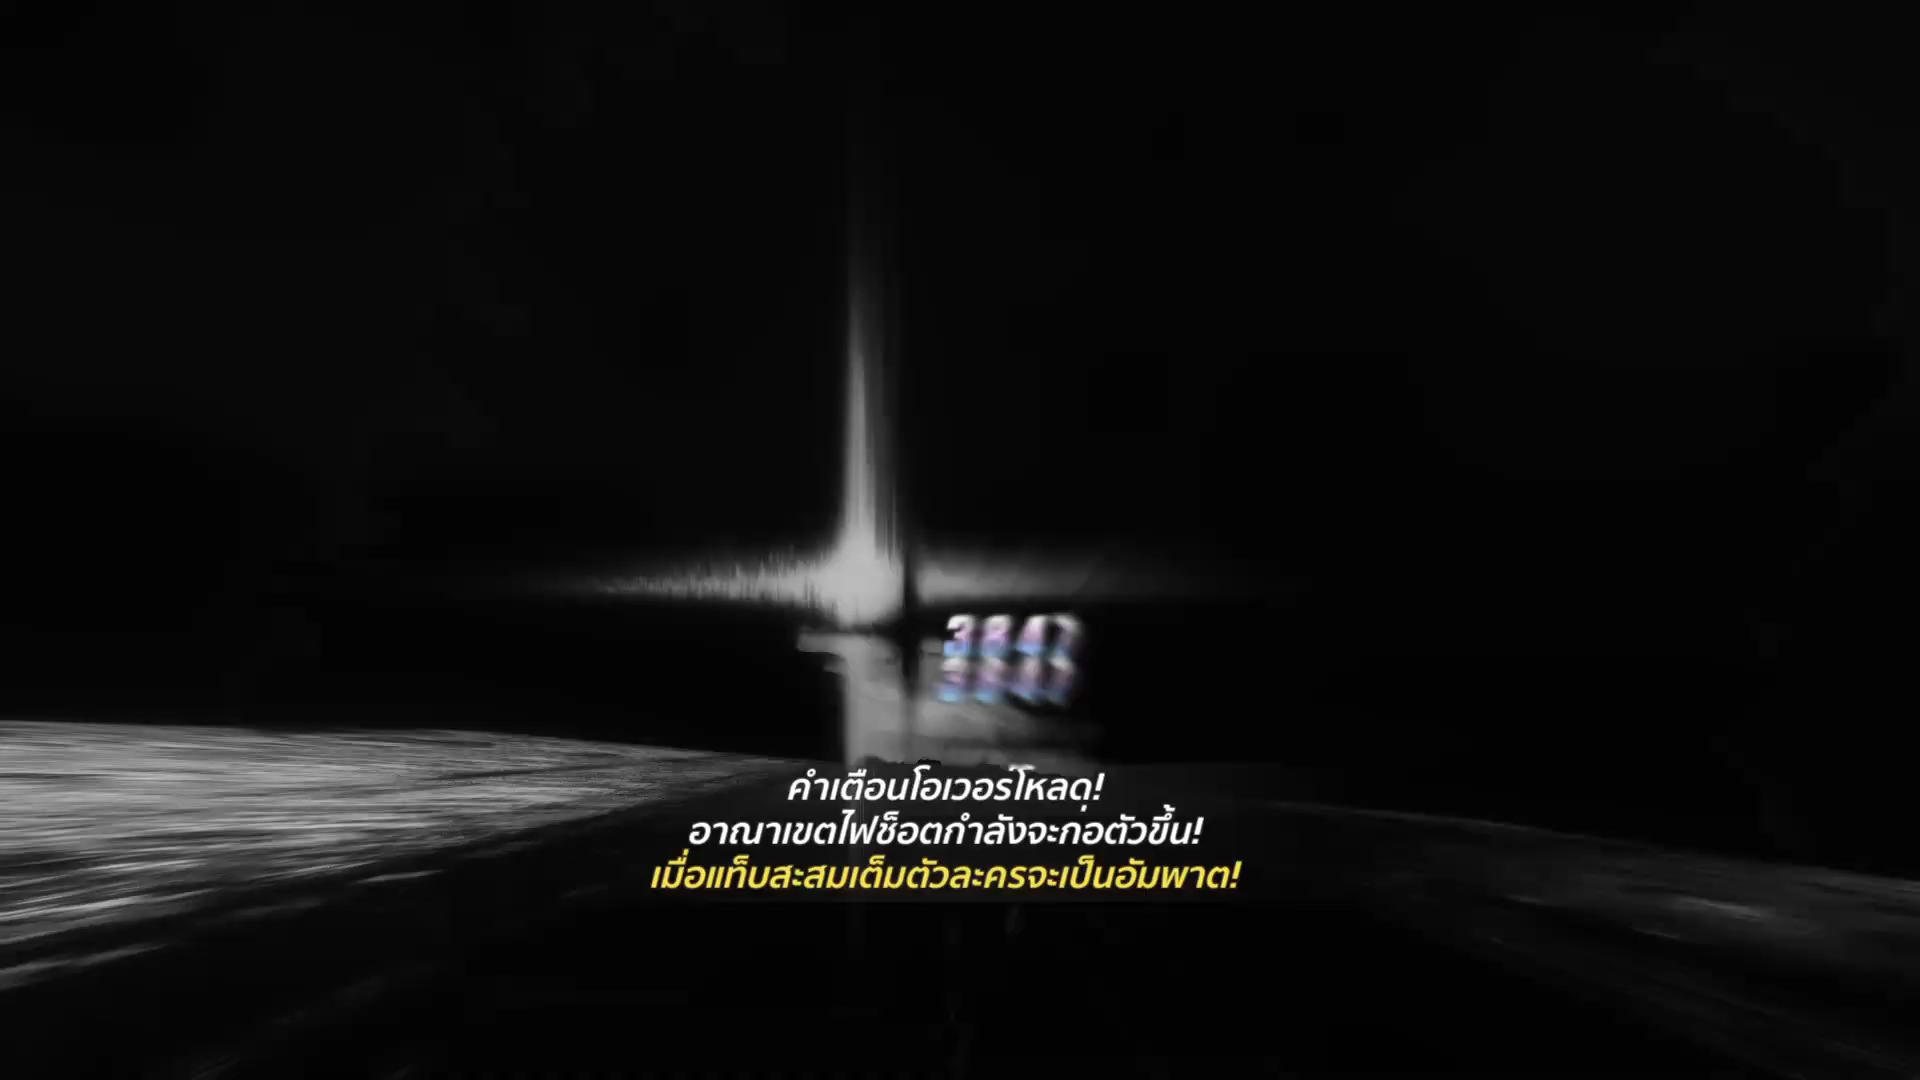 3847
คำเตือนโอเวอร์โหลด!
อาณาเขตไฟช็อตกำลังจะก่อตัวขึ้น!
เมื่อแท็บสะสมเต็มตัวละครจะเป็นอัมพาต!